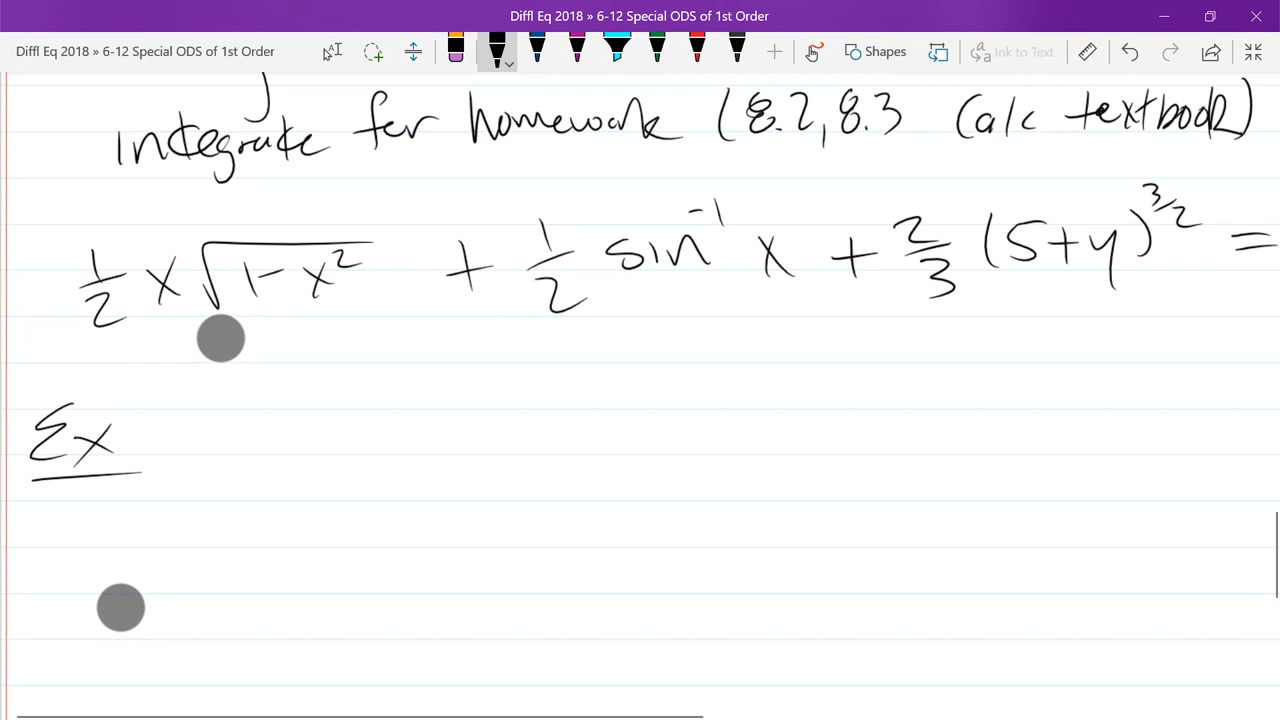 Diffl Eq 2018 » 6-12 Special ODS of 1st Order
Diffl Eq 2018 » 6-12 Special ODS of 1st Order
Shapes
Ink to Text
integrate for homework (8.2, 8.3 Calc textbook)
1/2 x √(1-x²) + 1/2 sin⁻¹ x + 2/3 (5+y)^3/2 =
Ex